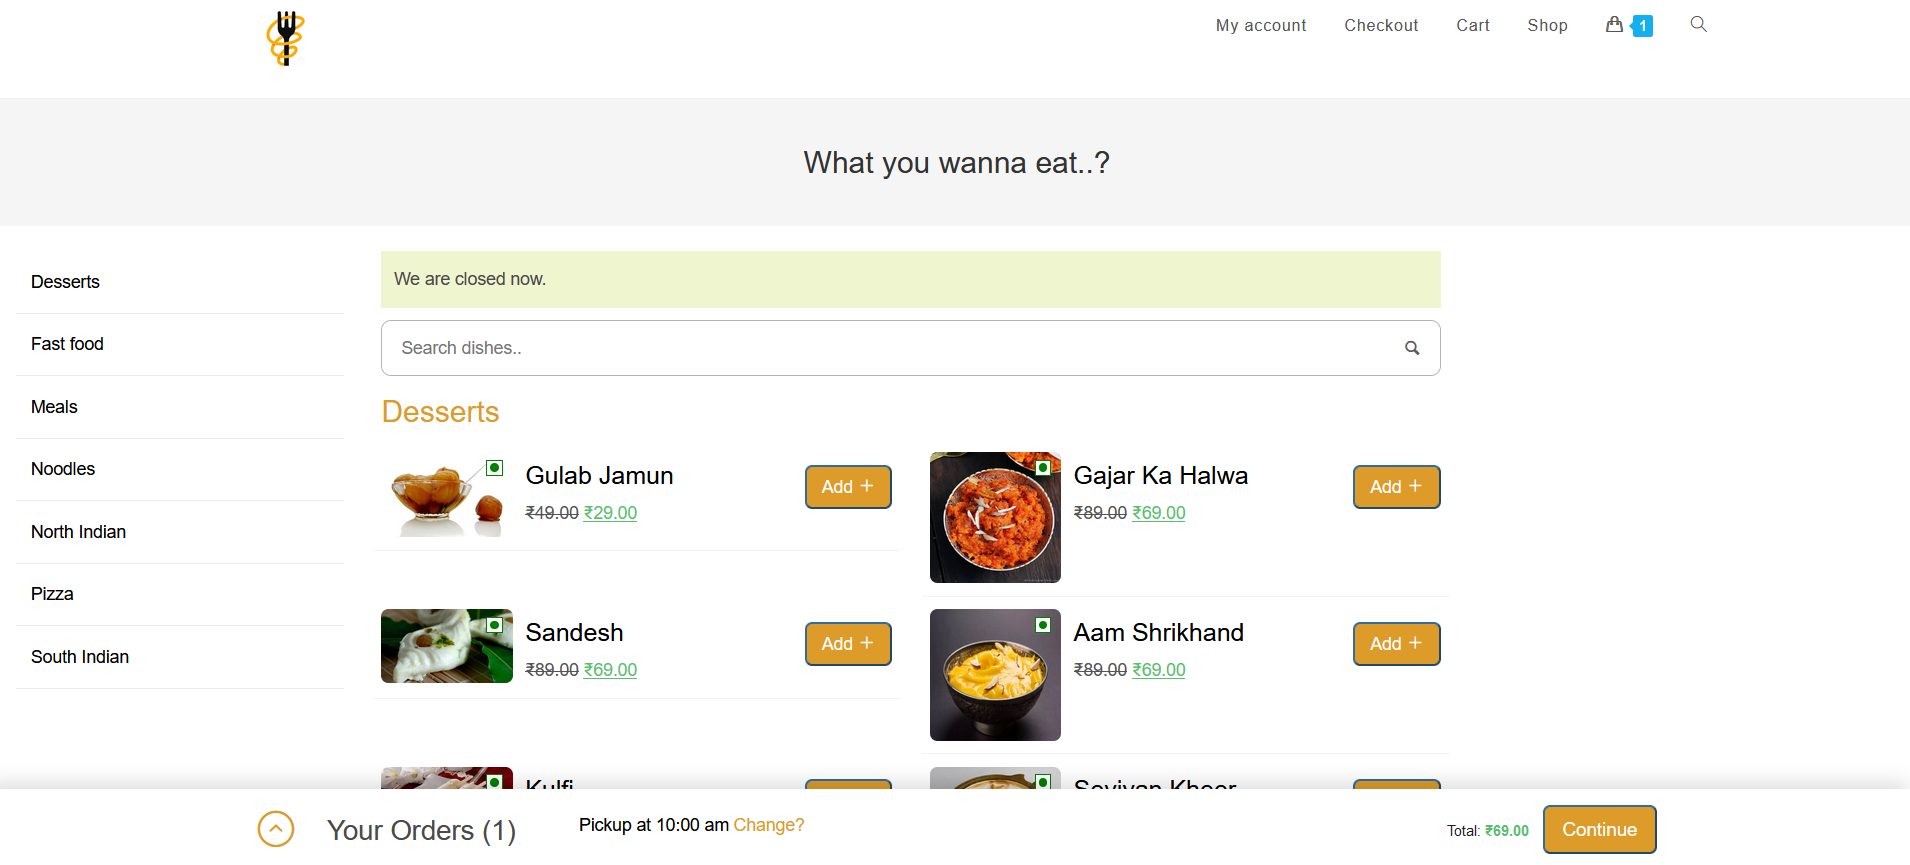 My account Checkout Cart Shop 1
What you wanna eat..?
Desserts
Fast food
Meals
Noodles
North Indian
Pizza
South Indian
We are closed now.
Search dishes..
Desserts
Gulab Jamun
₹49.00 ₹29.00
Add +
Gajar Ka Halwa
₹89.00 ₹69.00
Add +
Sandesh
₹89.00 ₹69.00
Add +
Aam Shrikhand
₹89.00 ₹69.00
Add +
Kulfi
Seviyan Kheer
Your Orders (1)
Pickup at 10:00 am Change?
Total: ₹69.00
Continue